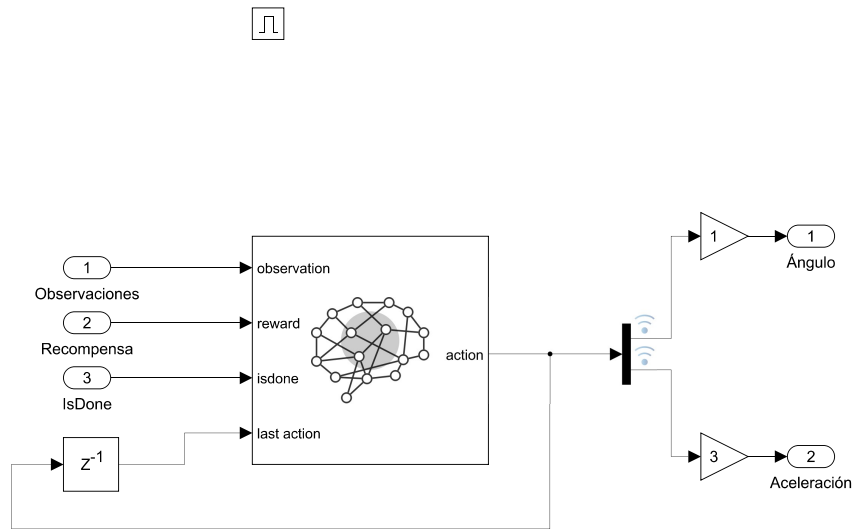 1
Observaciones
2
Recompensa
3
IsDone
Z-1
observation
reward
isdone
last action
action
1
1
Ángulo
3
2
Aceleración